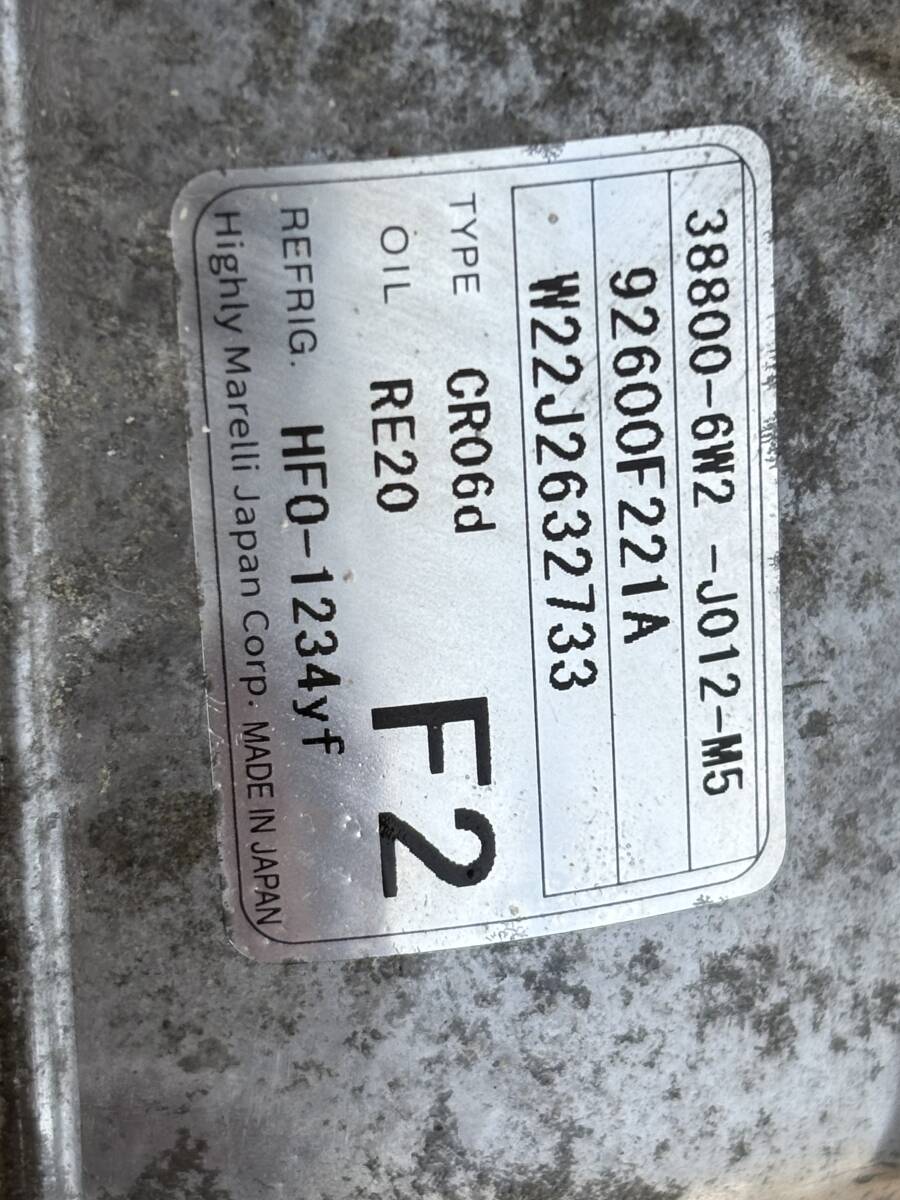 38800-6W2 -J012-M5
92600F221A
W22J2632733
TYPE CR06d
OIL RE20
F2
REFRIG. HFO-1234yf
Highly Marelli Japan Corp. MADE IN JAPAN